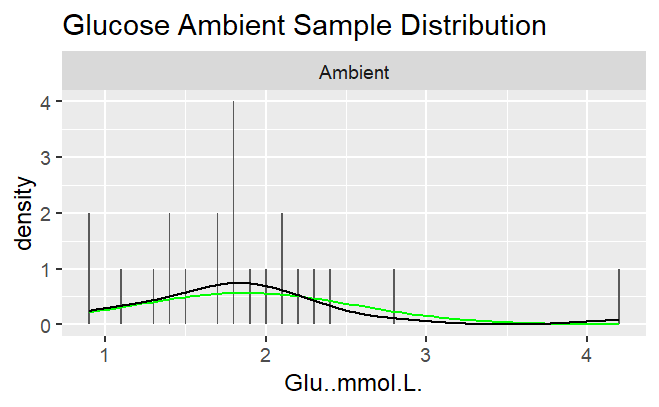 Glucose Ambient Sample Distribution
Ambient
4
3
2
1
0
density
1 2 3 4
Glu..mmol.L.